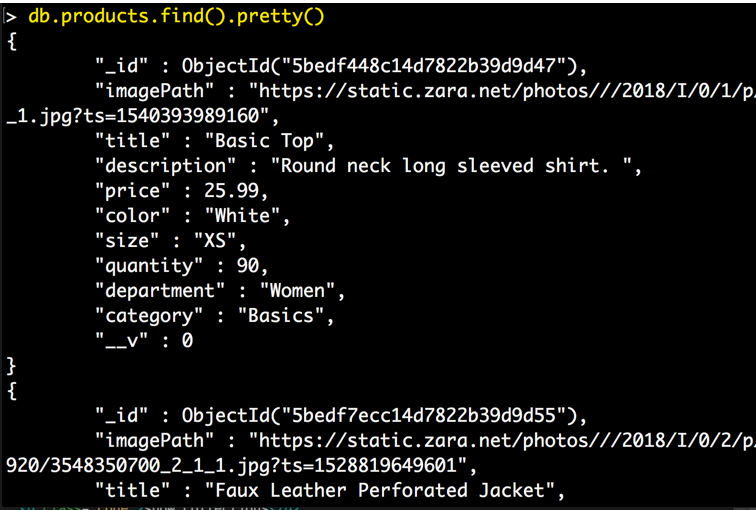 > db.products.find().pretty()
{
"_id" : ObjectId("5bedf448c14d7822b39d9d47"),
"imagePath" : "https://static.zara.net/photos///2018/I/0/1/p/
_1.jpg?ts=1540393989160",
"title" : "Basic Top",
"description" : "Round neck long sleeved shirt. ",
"price" : 25.99,
"color" : "White",
"size" : "XS",
"quantity" : 90,
"department" : "Women",
"category" : "Basics",
"__v" : 0
}
{
"_id" : ObjectId("5bedf7ecc14d7822b39d9d55"),
"imagePath" : "https://static.zara.net/photos///2018/I/0/2/p/
920/3548350700_2_1_1.jpg?ts=1528819649601",
"title" : "Faux Leather Perforated Jacket",